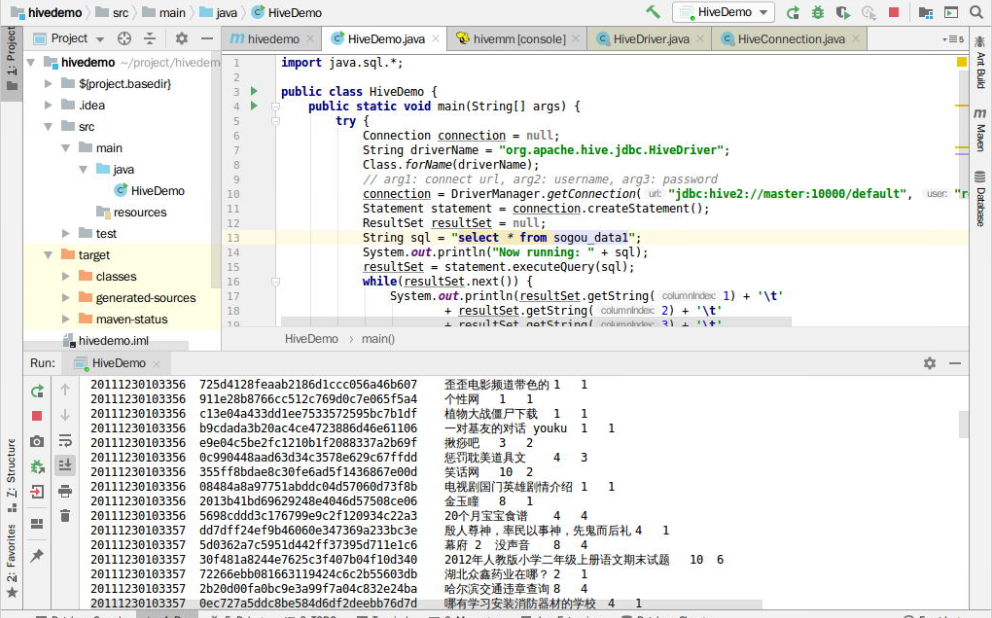 hivedemo src main java HiveDemo
HiveDemo
Project
hivedemo
HiveDemo.java
hivemm [console]
HiveDriver.java
HiveConnection.java
5
1: Project
hivedemo ~/project/hivedem
${project.basedir}
.idea
src
main
java
HiveDemo
resources
test
target
classes
generated-sources
maven-status
hivedemo.iml
1 import java.sql.*;
2
3 public class HiveDemo {
4 public static void main(String[] args) {
5 try {
6 Connection connection = null;
7 String driverName = "org.apache.hive.jdbc.HiveDriver";
8 Class.forName(driverName);
9 // arg1: connect url, arg2: username, arg3: password
10 connection = DriverManager.getConnection( url: "jdbc:hive2://master:10000/default", user: "r
11 Statement statement = connection.createStatement();
12 ResultSet resultSet = null;
13 String sql = "select * from sogou_data1";
14 System.out.println("Now running: " + sql);
15 resultSet = statement.executeQuery(sql);
16 while(resultSet.next()) {
17 System.out.println(resultSet.getString( columnIndex: 1) + '\t'
18 + resultSet.getString( columnIndex: 2) + '\t'
19 + resultSet.getString( columnIndex: 3) + '\t'
HiveDemo › main()
Ant Build
Maven
Database
Run: HiveDemo
20111230103356 725d4128feaab2186d1ccc056a46b607 歪歪电影频道带色的 1 1
20111230103356 911e28b8766cc512c769d0c7e065f5a4 个性网 1 1
20111230103356 c13e04a433dd1ee7533572595bc7b1df 植物大战僵尸下载 1 1
20111230103356 b9cdada3b20ac4ce4723886d46e61106 一对基友的对话 youku 1 1
20111230103356 e9e04c5be2fc1210b1f2088337a2b69f 揪痧吧 3 2
20111230103356 0c990448aad63d34c3578e629c67ffdd 惩罚耽美道具文 4 3
20111230103356 355ff8bdae8c30fe6ad5f1436867e00d 笑话网 10 2
20111230103356 08484a8a97751abddc04d57060d73f8b 电视剧国门英雄剧情介绍 1 1
20111230103356 2013b41bd69629248e4046d57508ce06 金玉瞳 8 1
20111230103356 5698cddd3c176799e9c2f120934c22a3 20个月宝宝食谱 4 4
20111230103357 dd7dff24ef9b46060e347369a233bc3e 殷人尊神，率民以事神，先鬼而后礼 4 1
20111230103357 5d0362a7c5951d442ff37395d711e1c6 幕府 2 没声音 8 4
20111230103357 30f481a8244e7625c3f407b04f10d340 2012年人教版小学二年级上册语文期末试题 10 6
20111230103357 72266ebb081663119424c6c2b55603db 湖北众鑫药业在哪? 2 1
20111230103357 2b20d00fa0bc9e3a99f7a04c832e24ba 哈尔滨交通违章查询 8 4
20111230103357 0ec727a5ddc8be584d6df2deebb76d7d 哪有学习安装消防器材的学校 4 1
7: Structure
2: Favorites